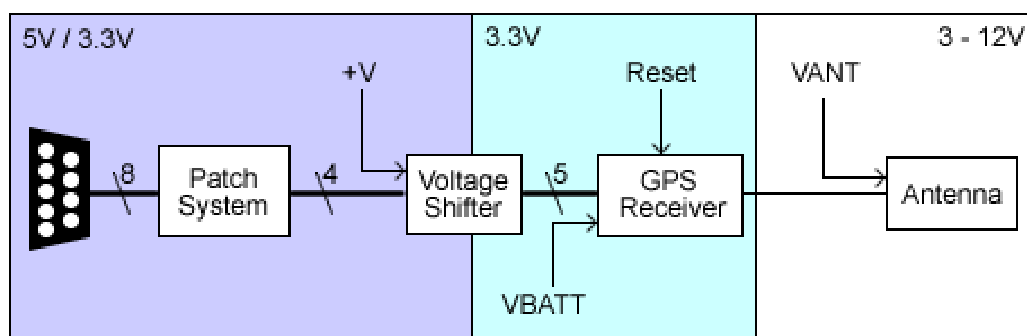 5V / 3.3V
3.3V
3 - 12V
+V
Reset
VANT
8
Patch
System
4
Voltage
Shifter
5
GPS
Receiver
Antenna
VBATT